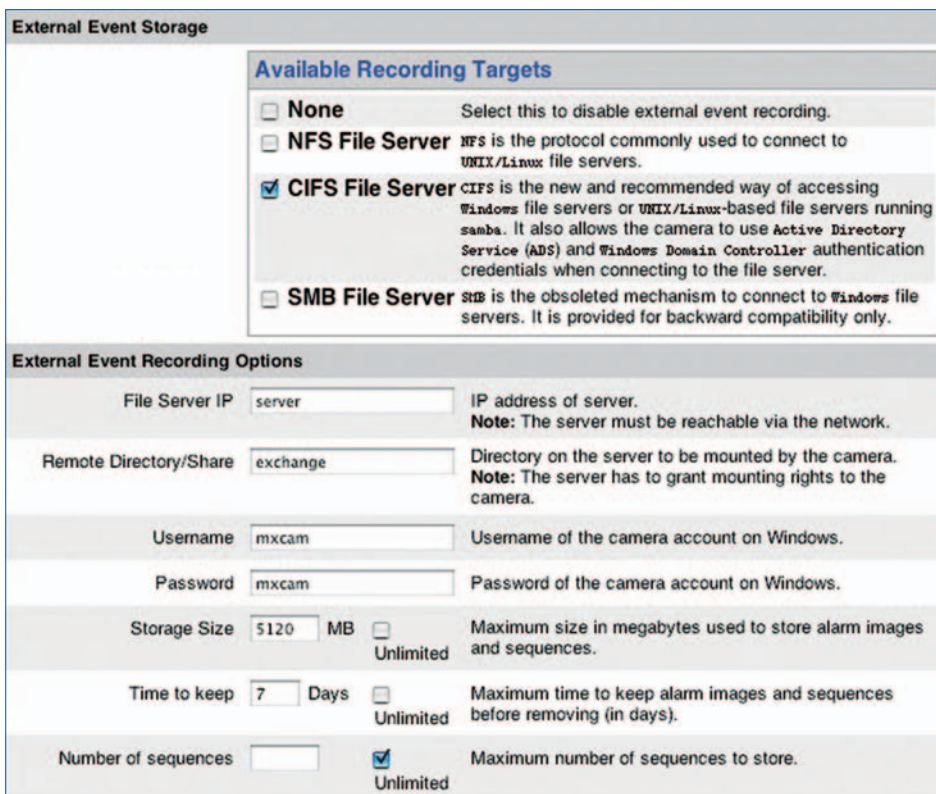 External Event Storage
Available Recording Targets
None
Select this to disable external event recording.
NFS File Server
NFS is the protocol commonly used to connect to
UNIX/Linux file servers.
CIFS File Server
CIFS is the new and recommended way of accessing
Windows file servers or UNIX/Linux-based file servers running
samba. It also allows the camera to use Active Directory
Service (ADS) and Windows Domain Controller authentication
credentials when connecting to the file server.
SMB File Server
SMB is the obsoleted mechanism to connect to Windows file
servers. It is provided for backward compatibility only.
External Event Recording Options
File Server IP
server
IP address of server.
Note: The server must be reachable via the network.
Remote Directory/Share
exchange
Directory on the server to be mounted by the camera.
Note: The server has to grant mounting rights to the
camera.
Username
mxcam
Username of the camera account on Windows.
Password
mxcam
Password of the camera account on Windows.
Storage Size
5120 MB
Unlimited
Maximum size in megabytes used to store alarm images
and sequences.
Time to keep
7 Days
Unlimited
Maximum time to keep alarm images and sequences
before removing (in days).
Number of sequences
Unlimited
Maximum number of sequences to store.